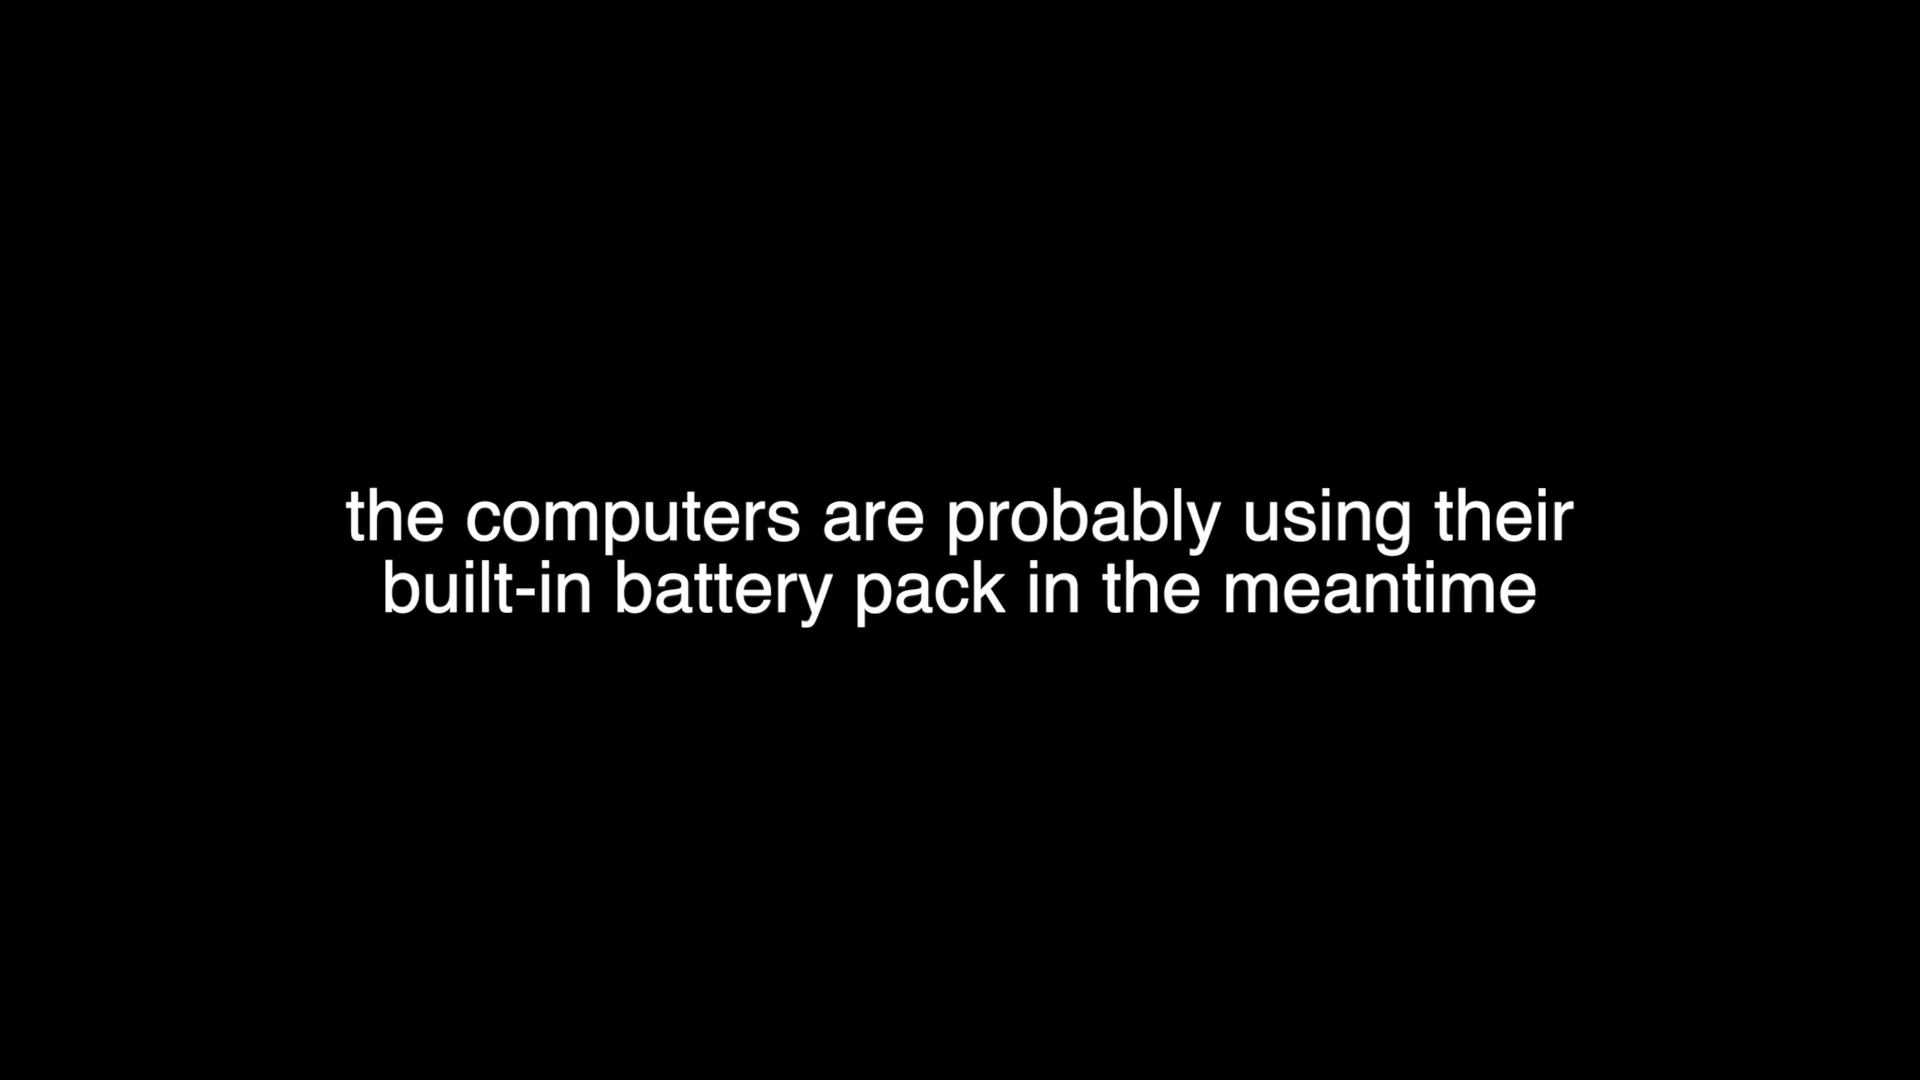 the computers are probably using their
built-in battery pack in the meantime